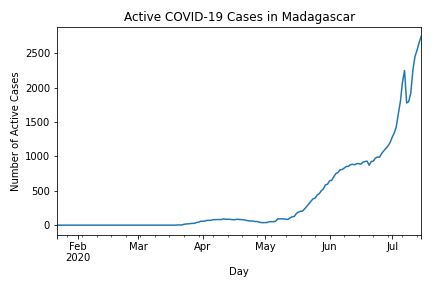 Active COVID-19 Cases in Madagascar
Number of Active Cases
2500
2000
1500
1000
500
0
Feb Mar Apr May Jun Jul
2020
Day